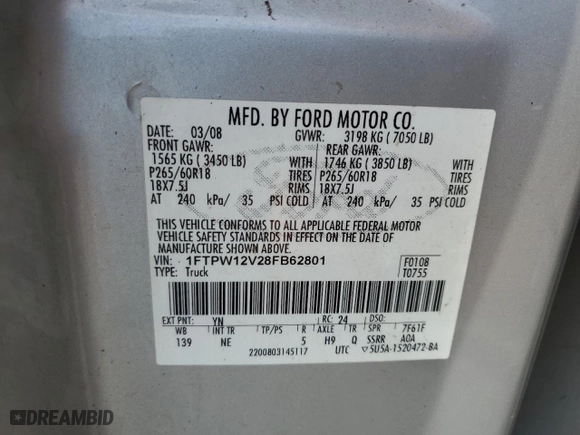 MFD. BY FORD MOTOR CO.
DATE: 03/08 GVWR: 3198 KG ( 7050 LB)
FRONT GAWR: REAR GAWR:
1565 KG ( 3450 LB) WITH 1746 KG ( 3850 LB) WITH
P265/60R18 TIRES P265/60R18 TIRES
18X7.5J RIMS 18X7.5J RIMS
AT 240 kPa/ 35 PSI COLD AT 240 kPa/ 35 PSI COLD
THIS VEHICLE CONFORMS TO ALL APPLICABLE FEDERAL MOTOR
VEHICLE SAFETY STANDARDS IN EFFECT ON THE DATE OF
MANUFACTURE SHOWN ABOVE.
VIN: 1FTPW12V28FB62801 F0108
TYPE: Truck T0755
EXT PNT: YN RC: 24 DSO:
WB INT TR TP/PS R AXLE TR SPR 7F61F
139 NE 5 H9 Q SSRR A0A
2200803145117 UTC 5U5A-1520472-BA
DREAMBID